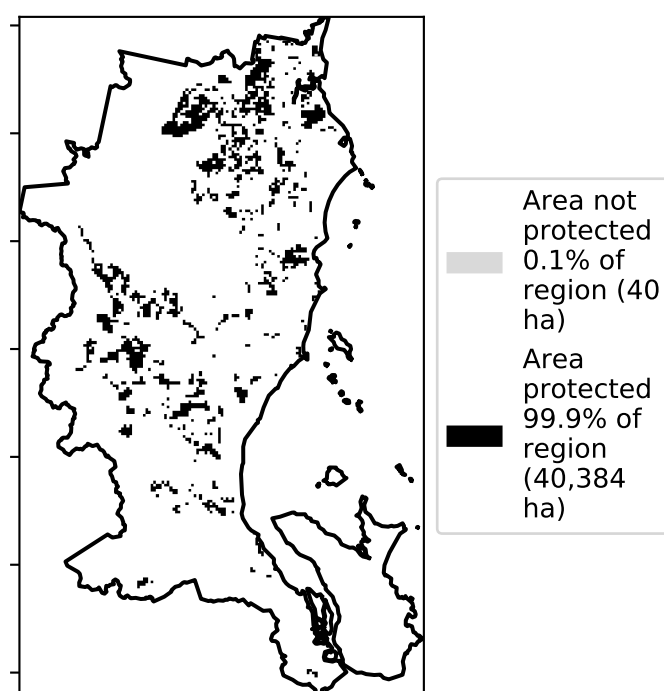 Area not
protected
0.1% of
region (40
ha)
Area
protected
99.9% of
region
(40,384
ha)